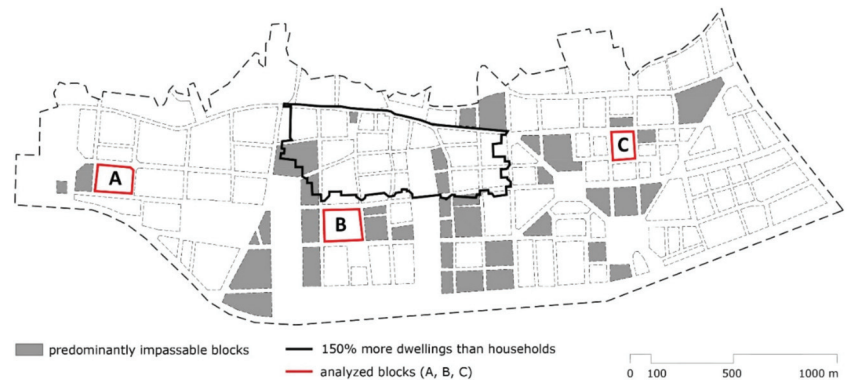 C
A
B
predominantly impassable blocks
150% more dwellings than households
analyzed blocks (A, B, C)
0 100 500 1000 m